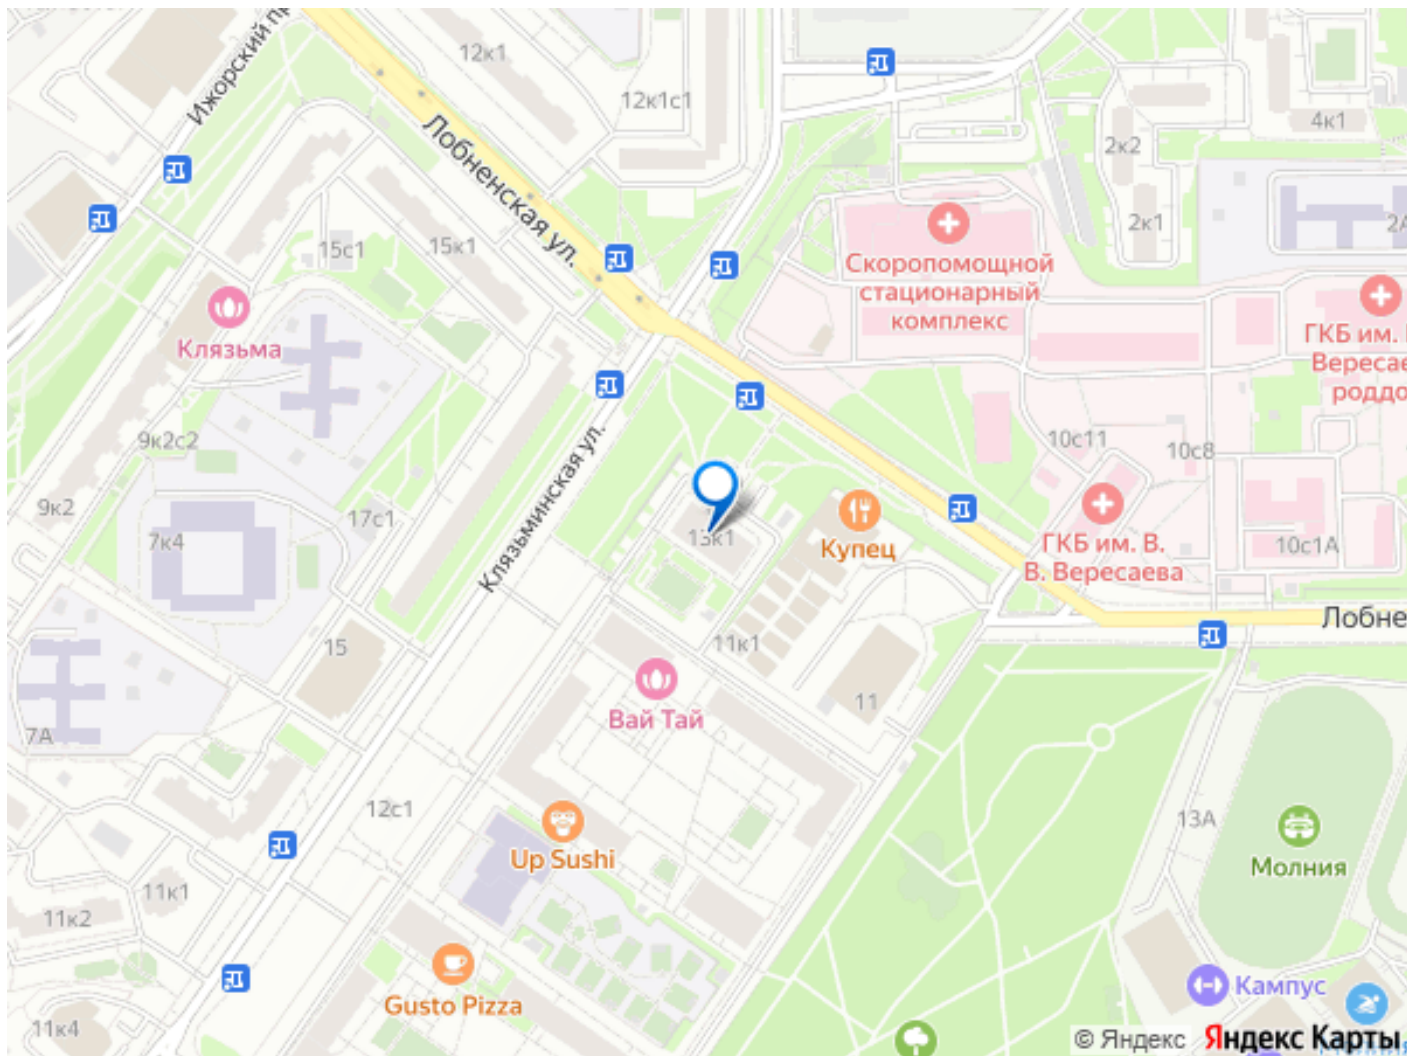 Ижорский пр
12к1
12к1с1
4к1
2к2
2к1
2А
Лобненская ул.
15с1
15к1
Скоропомощной
стационарный
комплекс
Клязьма
ГКБ им.
Вересае
роддо
9к2с2
9к2
17с1
7к4
Клязьминская ул.
13к1
Купец
10с11
10с8
ГКБ им. В.
В. Вересаева
10с1А
Лобне
15
11к1
Вай Тай
11
7А
12с1
Up Sushi
13А
Молния
11к1
11к2
Gusto Pizza
Кампус
11к4
© Яндекс Яндекс Карты